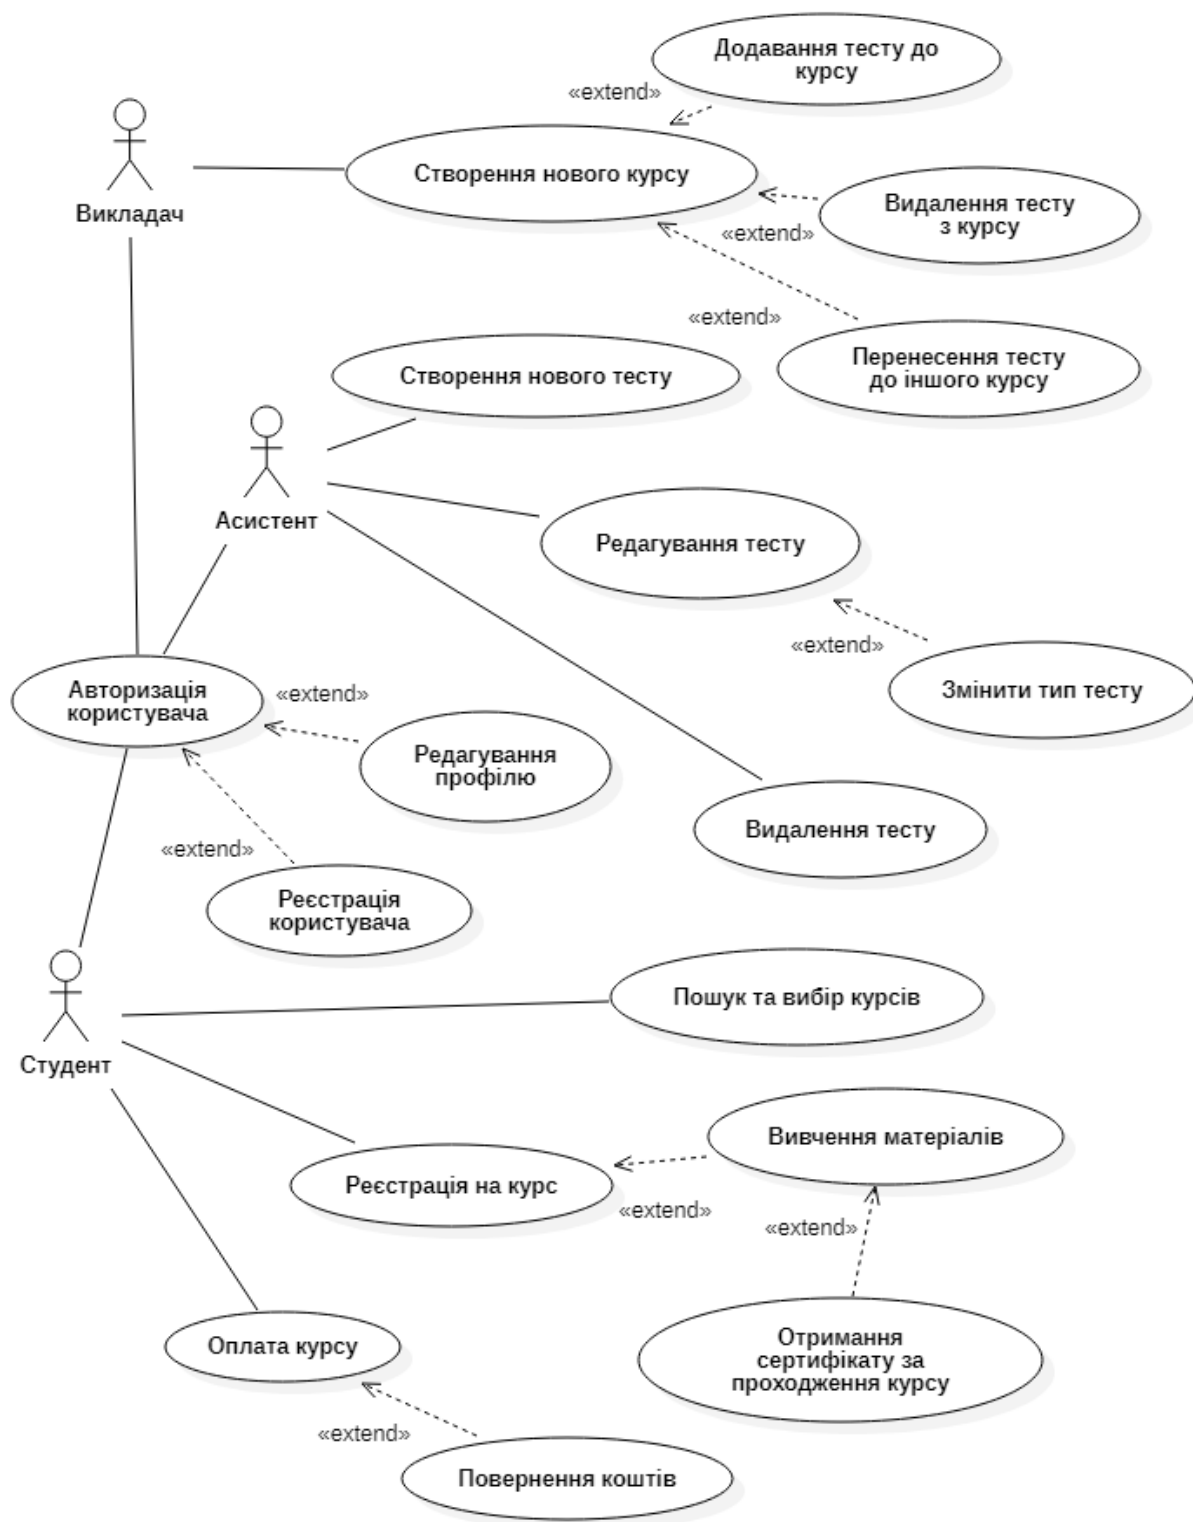 Додавання тесту до
курсу
«extend»
Створення нового курсу
Викладач
Видалення тесту
з курсу
«extend»
«extend»
Перенесення тесту
до іншого курсу
Створення нового тесту
Асистент
Редагування тесту
«extend»
Змінити тип тесту
Авторизація
користувача
«extend»
Редагування
профілю
Видалення тесту
«extend»
Реєстрація
користувача
Пошук та вибір курсів
Студент
Вивчення матеріалів
Реєстрація на курс
«extend»
«extend»
Отримання
сертифікату за
проходження курсу
Оплата курсу
«extend»
Повернення коштів